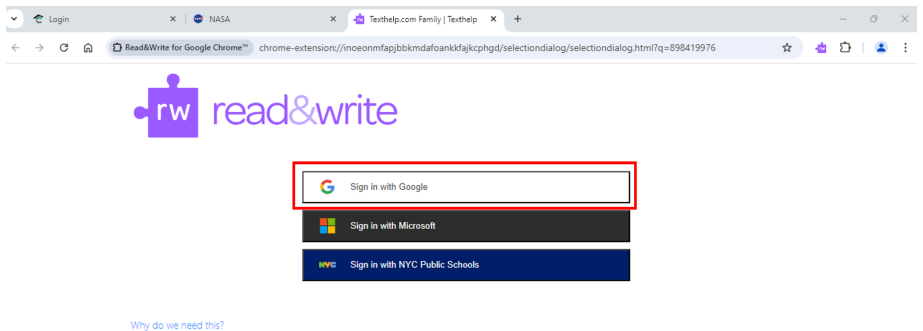 Login
NASA
Texthelp.com Family | Texthelp
Read&Write for Google Chrome™
chrome-extension://inoeonmfapjbbkmdafoankkfajkcphgd/selectiondialog/selectiondialog.html?q=898419976
rw
read&write
Sign in with Google
Sign in with Microsoft
NYC Sign in with NYC Public Schools
Why do we need this?